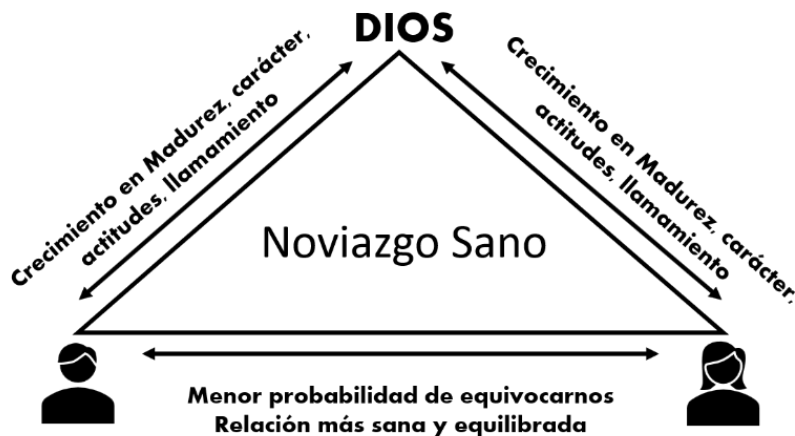 DIOS
Crecimiento en Madurez, carácter,
actitudes, llamamiento
Crecimiento en Madurez, carácter,
actitudes, llamamiento
Noviazgo Sano
Menor probabilidad de equivocarnos
Relación más sana y equilibrada